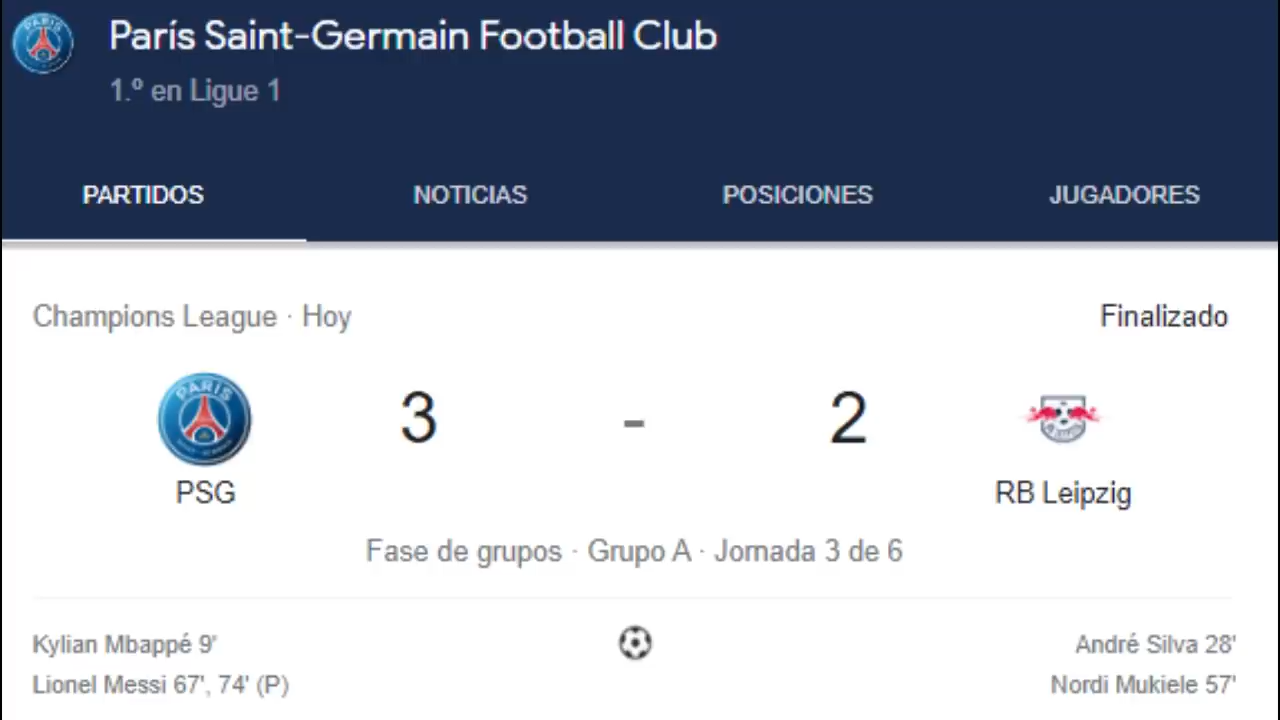 París Saint-Germain Football Club
1.º en Ligue 1
PARTIDOS NOTICIAS POSICIONES JUGADORES
Champions League · Hoy Finalizado
PARIS
3 - 2
PSG RB Leipzig
Fase de grupos · Grupo A · Jornada 3 de 6
Kylian Mbappé 9' André Silva 28'
Lionel Messi 67', 74' (P) Nordi Mukiele 57'